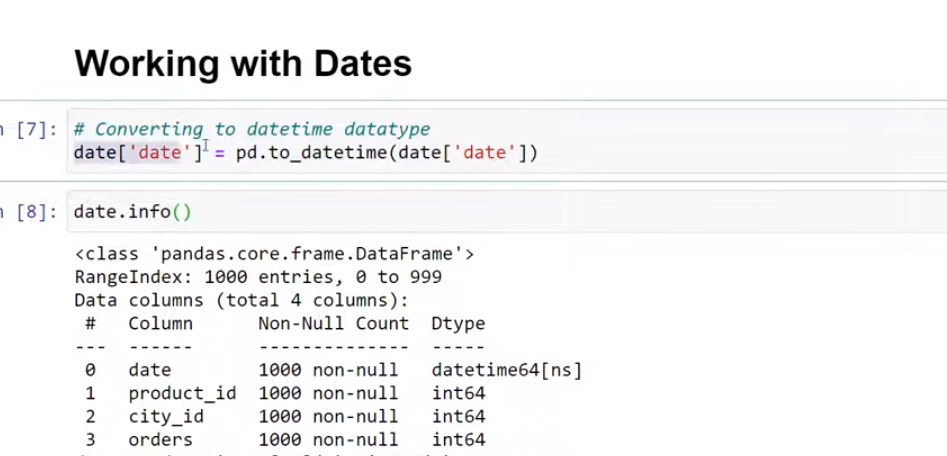 Working with Dates
[7]:
# Converting to datetime datatype
date['date'] = pd.to_datetime(date['date'])
[8]:
date.info()
<class 'pandas.core.frame.DataFrame'>
RangeIndex: 1000 entries, 0 to 999
Data columns (total 4 columns):
# Column Non-Null Count Dtype
--- ------ -------------- -----
0 date 1000 non-null datetime64[ns]
1 product_id 1000 non-null int64
2 city_id 1000 non-null int64
3 orders 1000 non-null int64